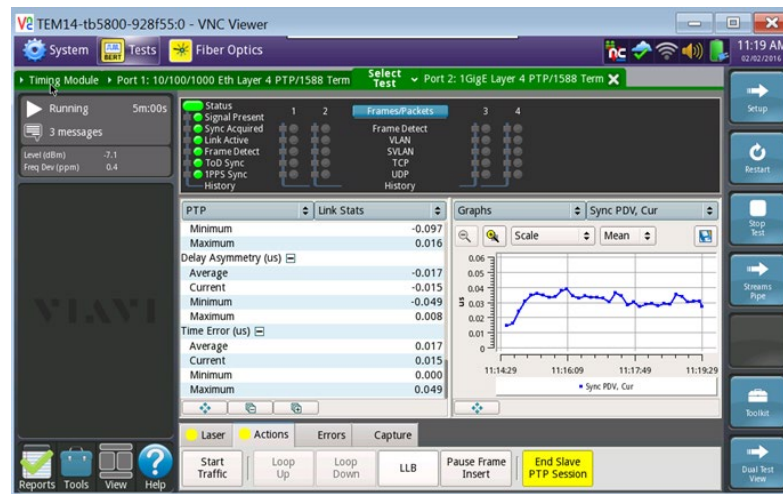 TEM14-tb5800-928f55:0 - VNC Viewer
System
Tests
BERT
Fiber Optics
11:19 AM
02/02/2016
Timing Module
Port 1: 10/100/1000 Eth Layer 4 PTP/1588 Term
Select Test
Port 2: 1GigE Layer 4 PTP/1588 Term
Running 5m:00s
3 messages
Level (dBm) -7.1
Freq Dev (ppm) 0.4
Status
Signal Present
Sync Acquired
Link Active
Frame Detect
ToD Sync
1PPS Sync
History
1 2 Frames/Packets 3 4
Frame Detect
VLAN
SVLAN
TCP
UDP
History
PTP Link Stats
Minimum -0.097
Maximum 0.016
Delay Asymmetry (us)
Average -0.017
Current -0.015
Minimum -0.049
Maximum 0.008
Time Error (us)
Average 0.017
Current 0.015
Minimum 0.000
Maximum 0.049
Graphs Sync PDV, Cur
Scale Mean
0.06
0.05
0.04
0.03
0.02
0.01
0
us
11:14:29 11:16:09 11:17:49 11:19:29
Sync PDV, Cur
Laser Actions Errors Capture
Start Traffic
Loop Up
Loop Down
LLB
Pause Frame Insert
End Slave PTP Session
VIAVI
Reports Tools View Help
Setup
Restart
Stop Test
Streams Pipe
Toolkit
Dual Test View